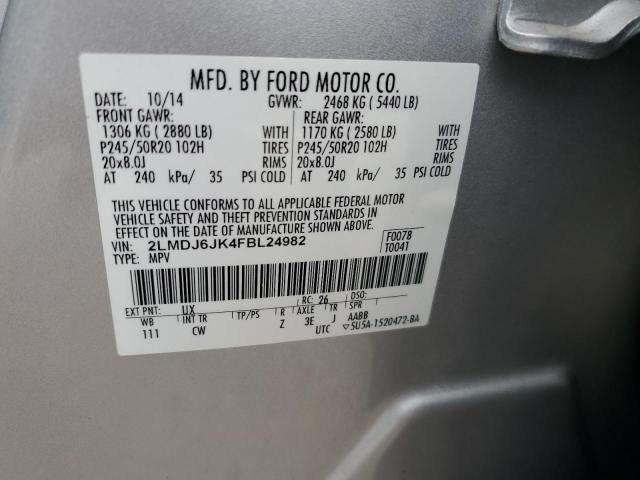 MFD. BY FORD MOTOR CO.
DATE: 10/14 GVWR: 2468 KG ( 5440 LB)
FRONT GAWR: REAR GAWR:
1306 KG ( 2880 LB) WITH 1170 KG ( 2580 LB) WITH
P245/50R20 102H TIRES P245/50R20 102H TIRES
20x8.0J RIMS 20x8.0J RIMS
AT 240 kPa/ 35 PSI COLD AT 240 kPa/ 35 PSI COLD
THIS VEHICLE CONFORMS TO ALL APPLICABLE FEDERAL MOTOR
VEHICLE SAFETY AND THEFT PREVENTION STANDARDS IN
EFFECT ON THE DATE OF MANUFACTURE SHOWN ABOVE.
VIN: 2LMDJ6JK4FBL24982 F0078
TYPE: MPV T0041
EXT PNT: UX RC: 26 DSO:
WB INT TR TP/PS R AXLE TR SPR
111 CW Z 3E J AABB
UTC ▽5U5A-1520472-BA